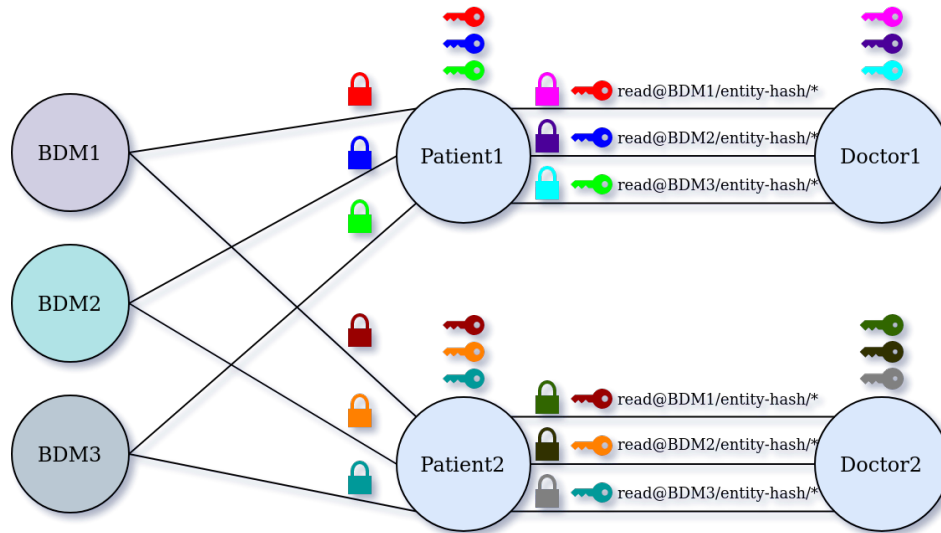 BDM1
BDM2
BDM3
Patient1
read@BDM1/entity-hash/*
read@BDM2/entity-hash/*
read@BDM3/entity-hash/*
Doctor1
Patient2
read@BDM1/entity-hash/*
read@BDM2/entity-hash/*
read@BDM3/entity-hash/*
Doctor2